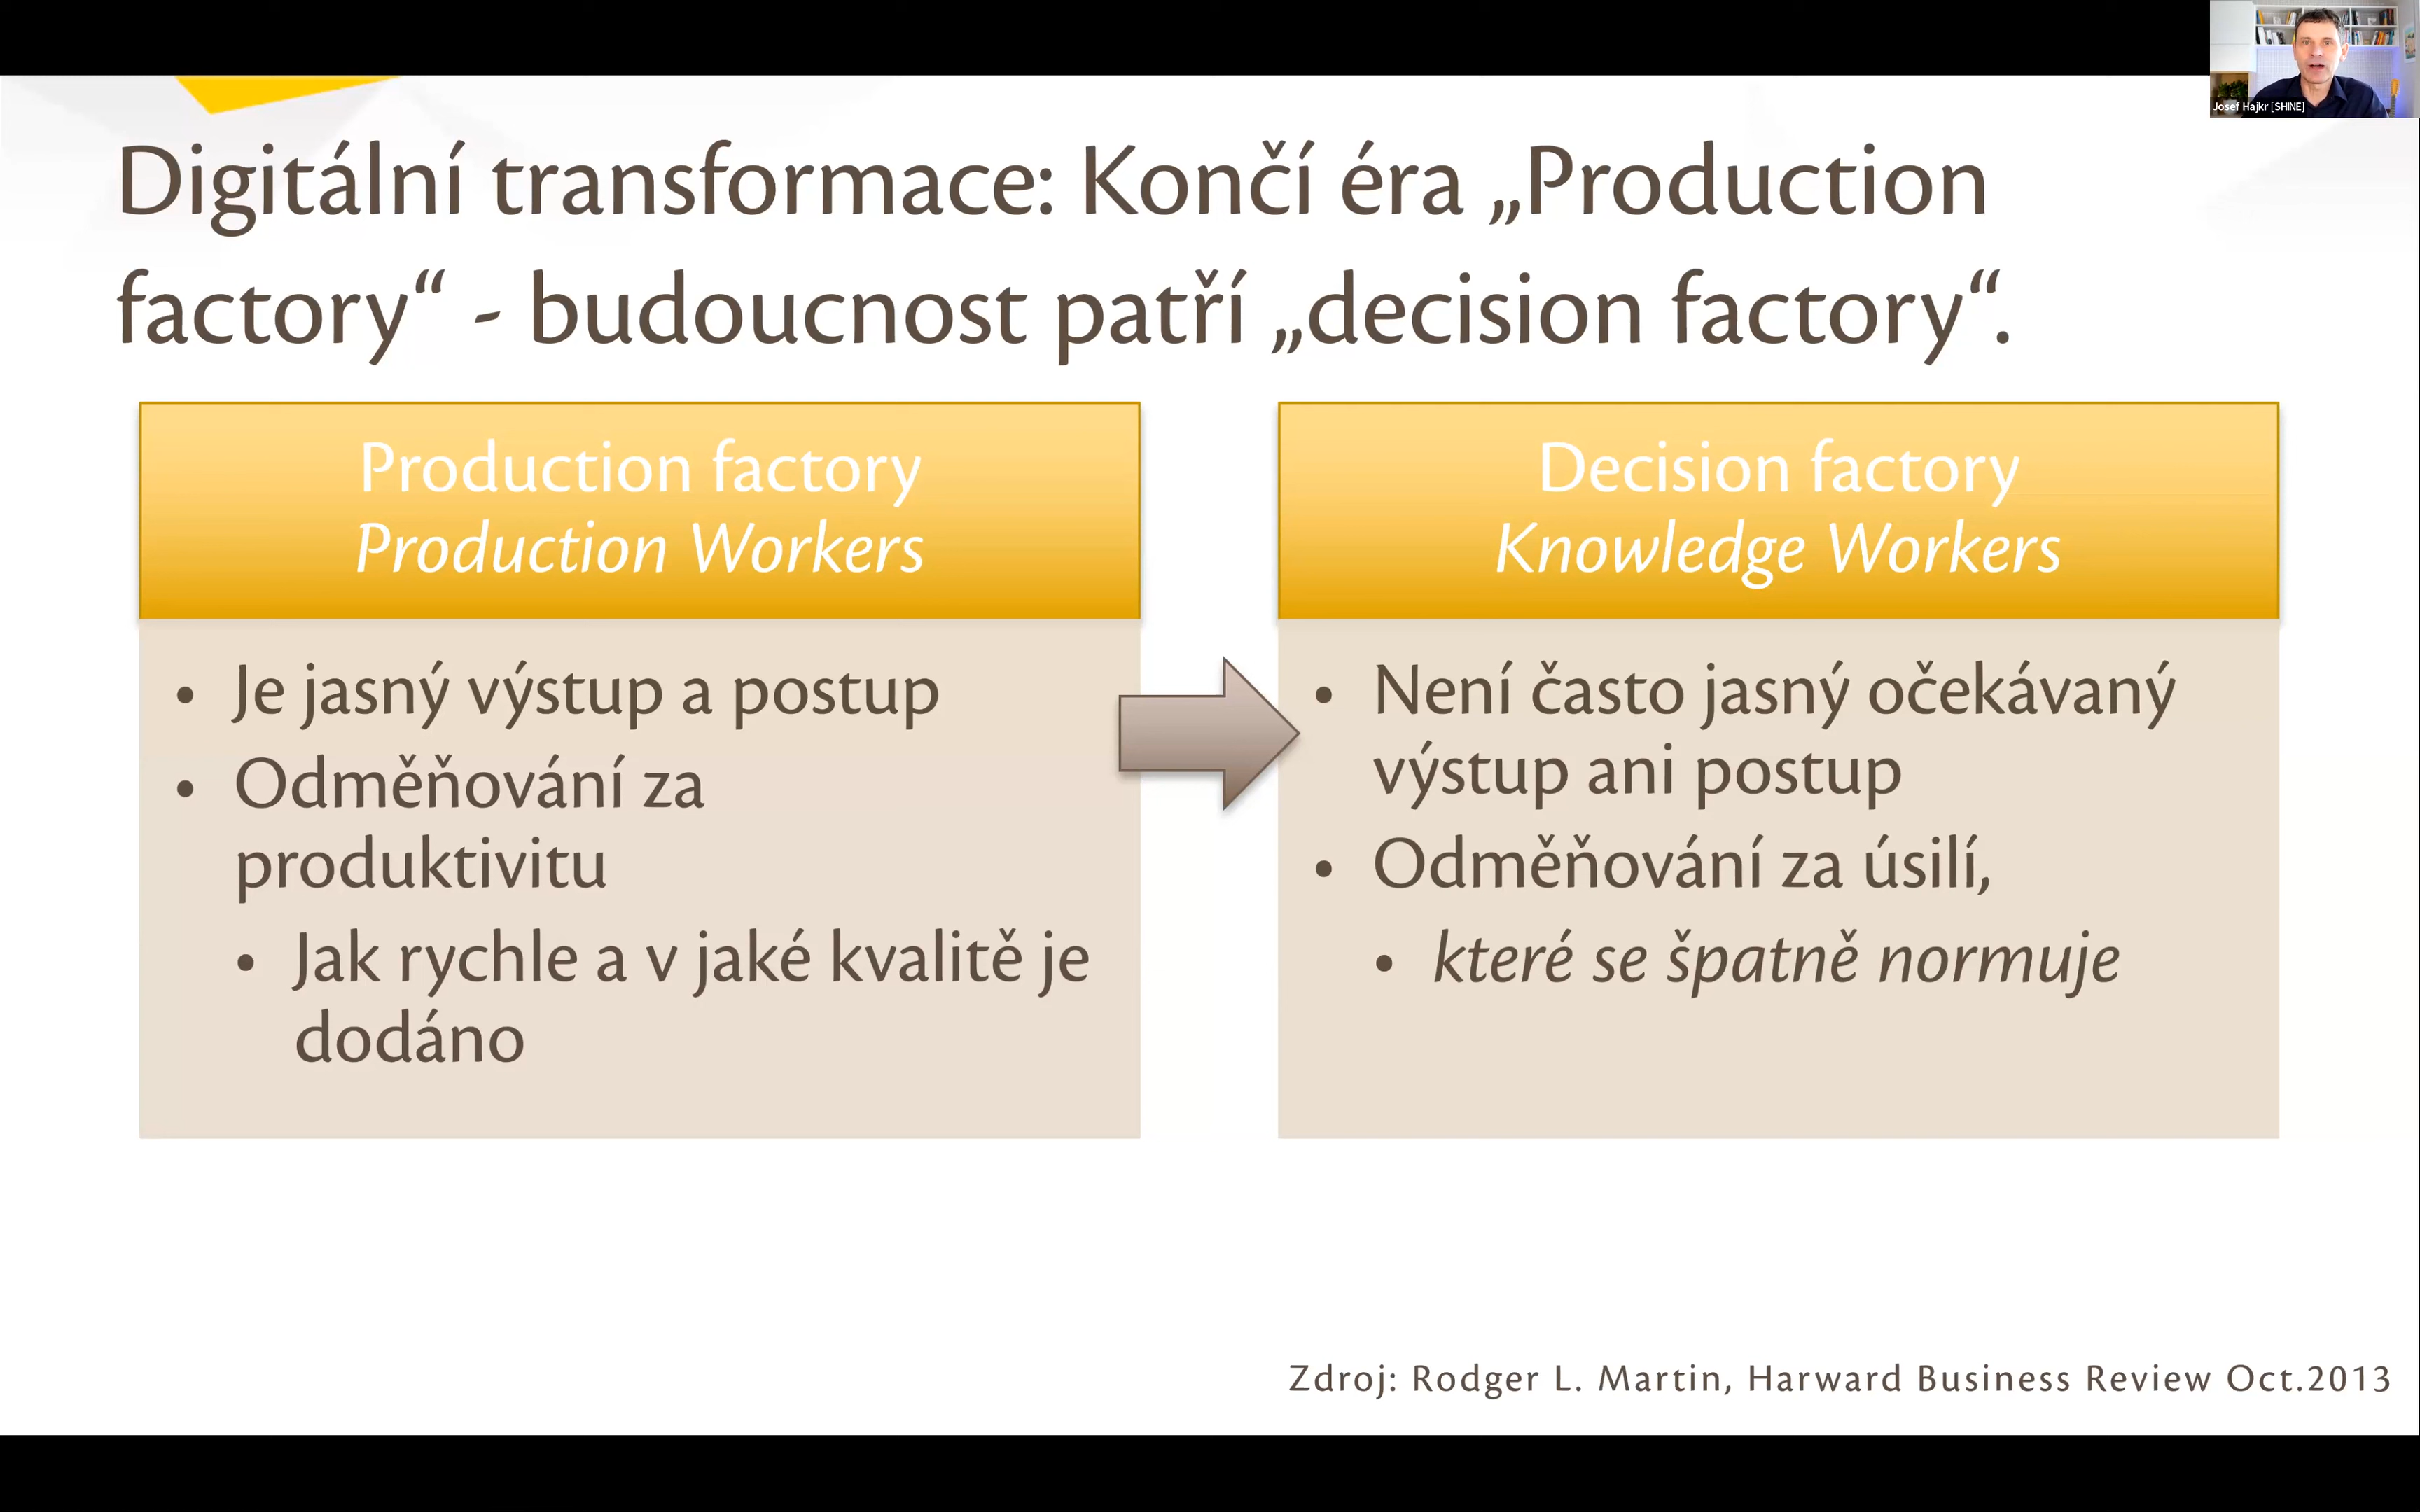 Josef Hajkr [SHINE]
Digitální transformace: Končí éra „Production
factory“ - budoucnost patří „decision factory“.
Production factory
Production Workers
• Je jasný výstup a postup
• Odměňování za
produktivitu
• Jak rychle a v jaké kvalitě je
dodáno
Decision factory
Knowledge Workers
• Není často jasný očekávaný
výstup ani postup
• Odměňování za úsilí,
• které se špatně normuje
Zdroj: Rodger L. Martin, Harward Business Review Oct.2013